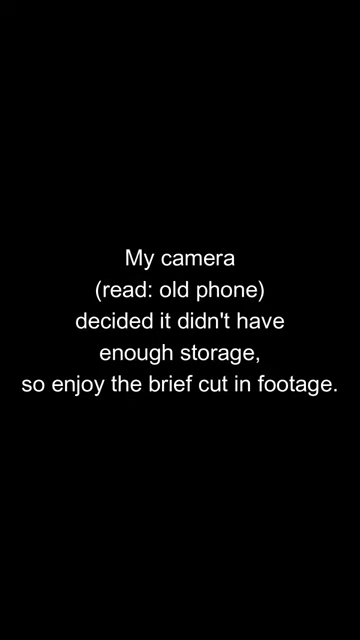 My camera
(read: old phone)
decided it didn't have
enough storage,
so enjoy the brief cut in footage.